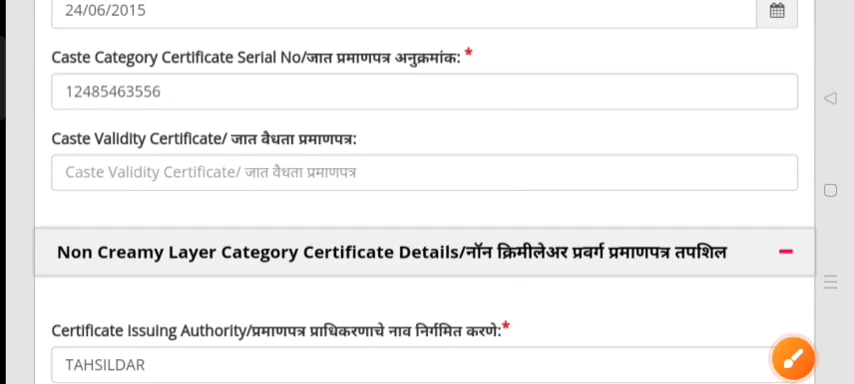 24/06/2015
Caste Category Certificate Serial No/जात प्रमाणपत्र अनुक्रमांक: *
12485463556
Caste Validity Certificate/ जात वैधता प्रमाणपत्र:
Caste Validity Certificate/ जात वैधता प्रमाणपत्र
Non Creamy Layer Category Certificate Details/नॉन क्रिमीलेअर प्रवर्ग प्रमाणपत्र तपशिल
Certificate Issuing Authority/प्रमाणपत्र प्राधिकरणाचे नाव निर्गमित करणे:*
TAHSILDAR